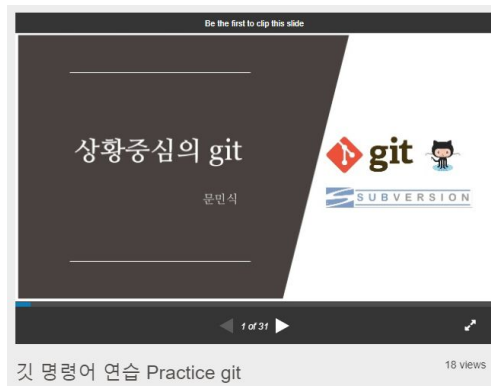 Be the first to clip this slide
상황중심의 git
문민식
git
SUBVERSION
1 of 31
깃 명령어 연습 Practice git
18 views